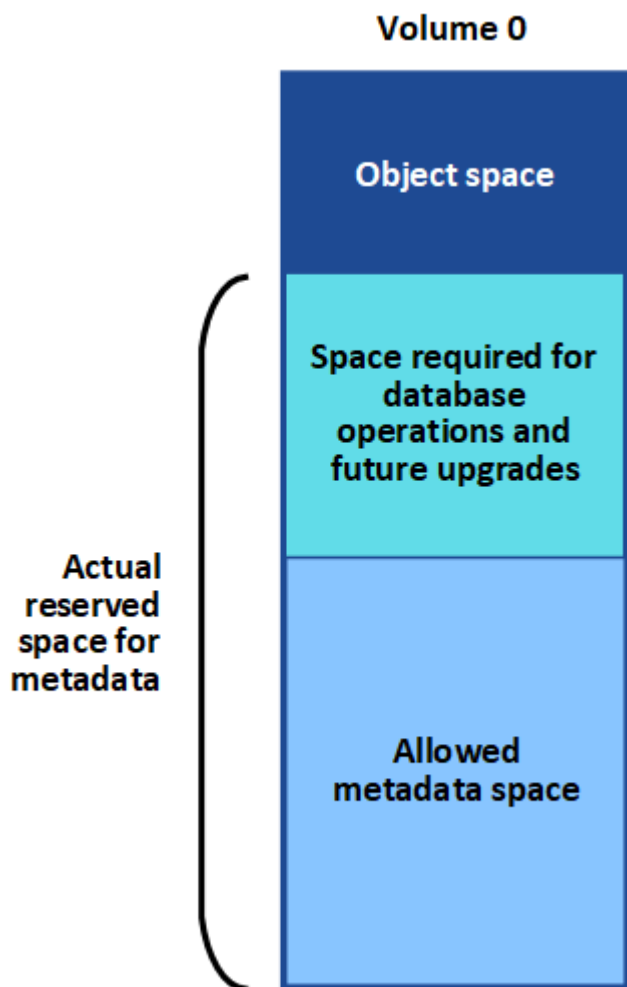 Volume 0
Object space
Space required for
database
operations and
future upgrades
Actual
reserved
space for
metadata
Allowed
metadata space